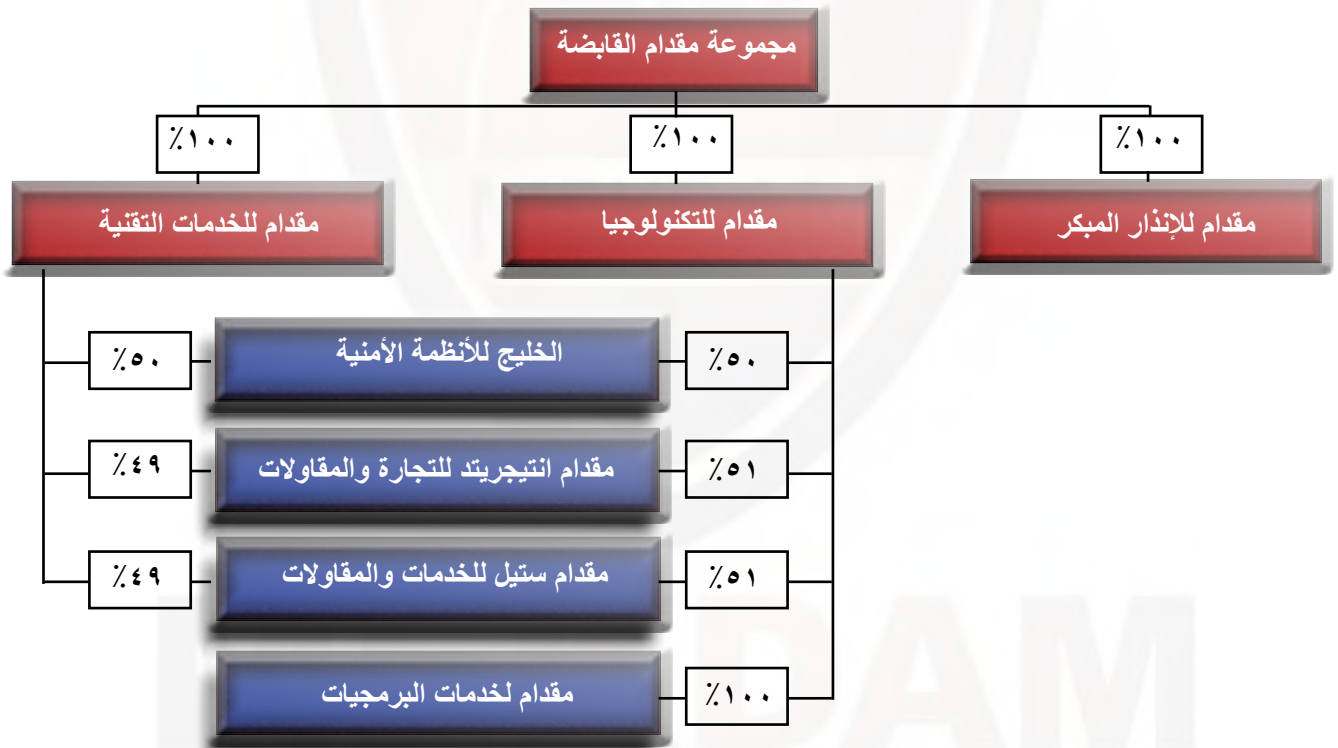 مجموعة مقدام القابضة
٪١٠٠
٪١٠٠
٪١٠٠
مقدام للإنذار المبكر
مقدام للتكنولوجيا
مقدام للخدمات التقنية
٪٥٠
الخليج للأنظمة الأمنية
٪٥٠
٪٥١
مقدام انتيجريتد للتجارة والمقاولات
٪٤٩
٪٥١
مقدام ستيل للخدمات والمقاولات
٪٤٩
٪١٠٠
مقدام لخدمات البرمجيات
DAM